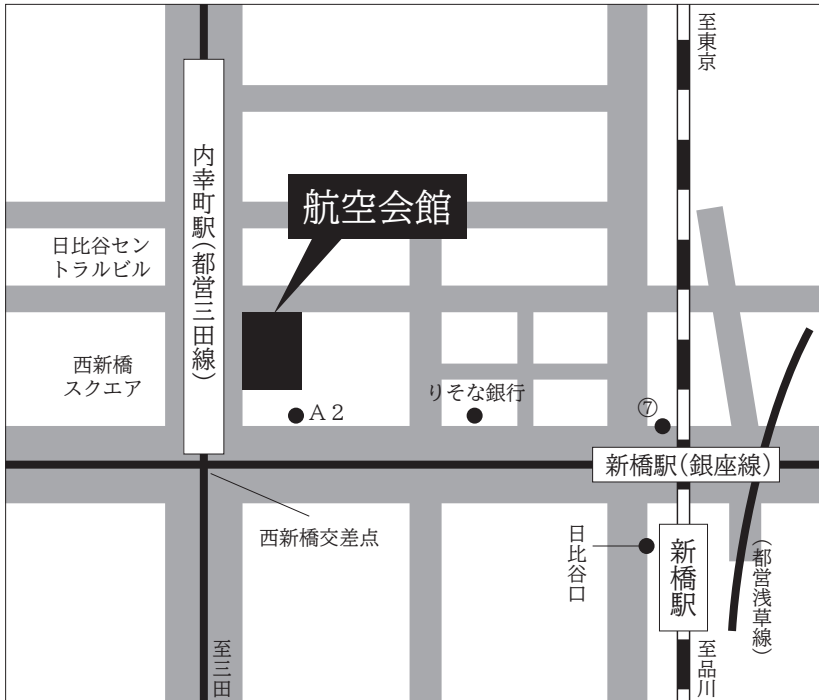 至東京
内幸町駅(都営三田線)
航空会館
日比谷セン
トラルビル
西新橋
スクエア
りそな銀行
A2
⑦
新橋駅(銀座線)
西新橋交差点
日比谷口
新橋駅
(都営浅草線)
至三田
至品川